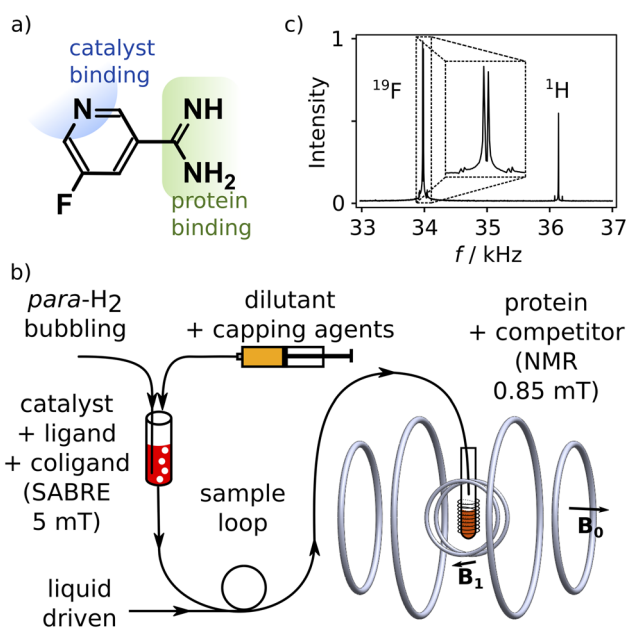 a)
catalyst
binding
N
NH
NH2
F
protein
binding
c)
1
0
Intensity
19F
1H
33 34 35 36 37
f / kHz
b)
para-H2
bubbling
dilutant
+ capping agents
protein
+ competitor
(NMR
0.85 mT)
catalyst
+ ligand
+ coligand
(SABRE
5 mT)
sample
loop
liquid
driven
B0
B1